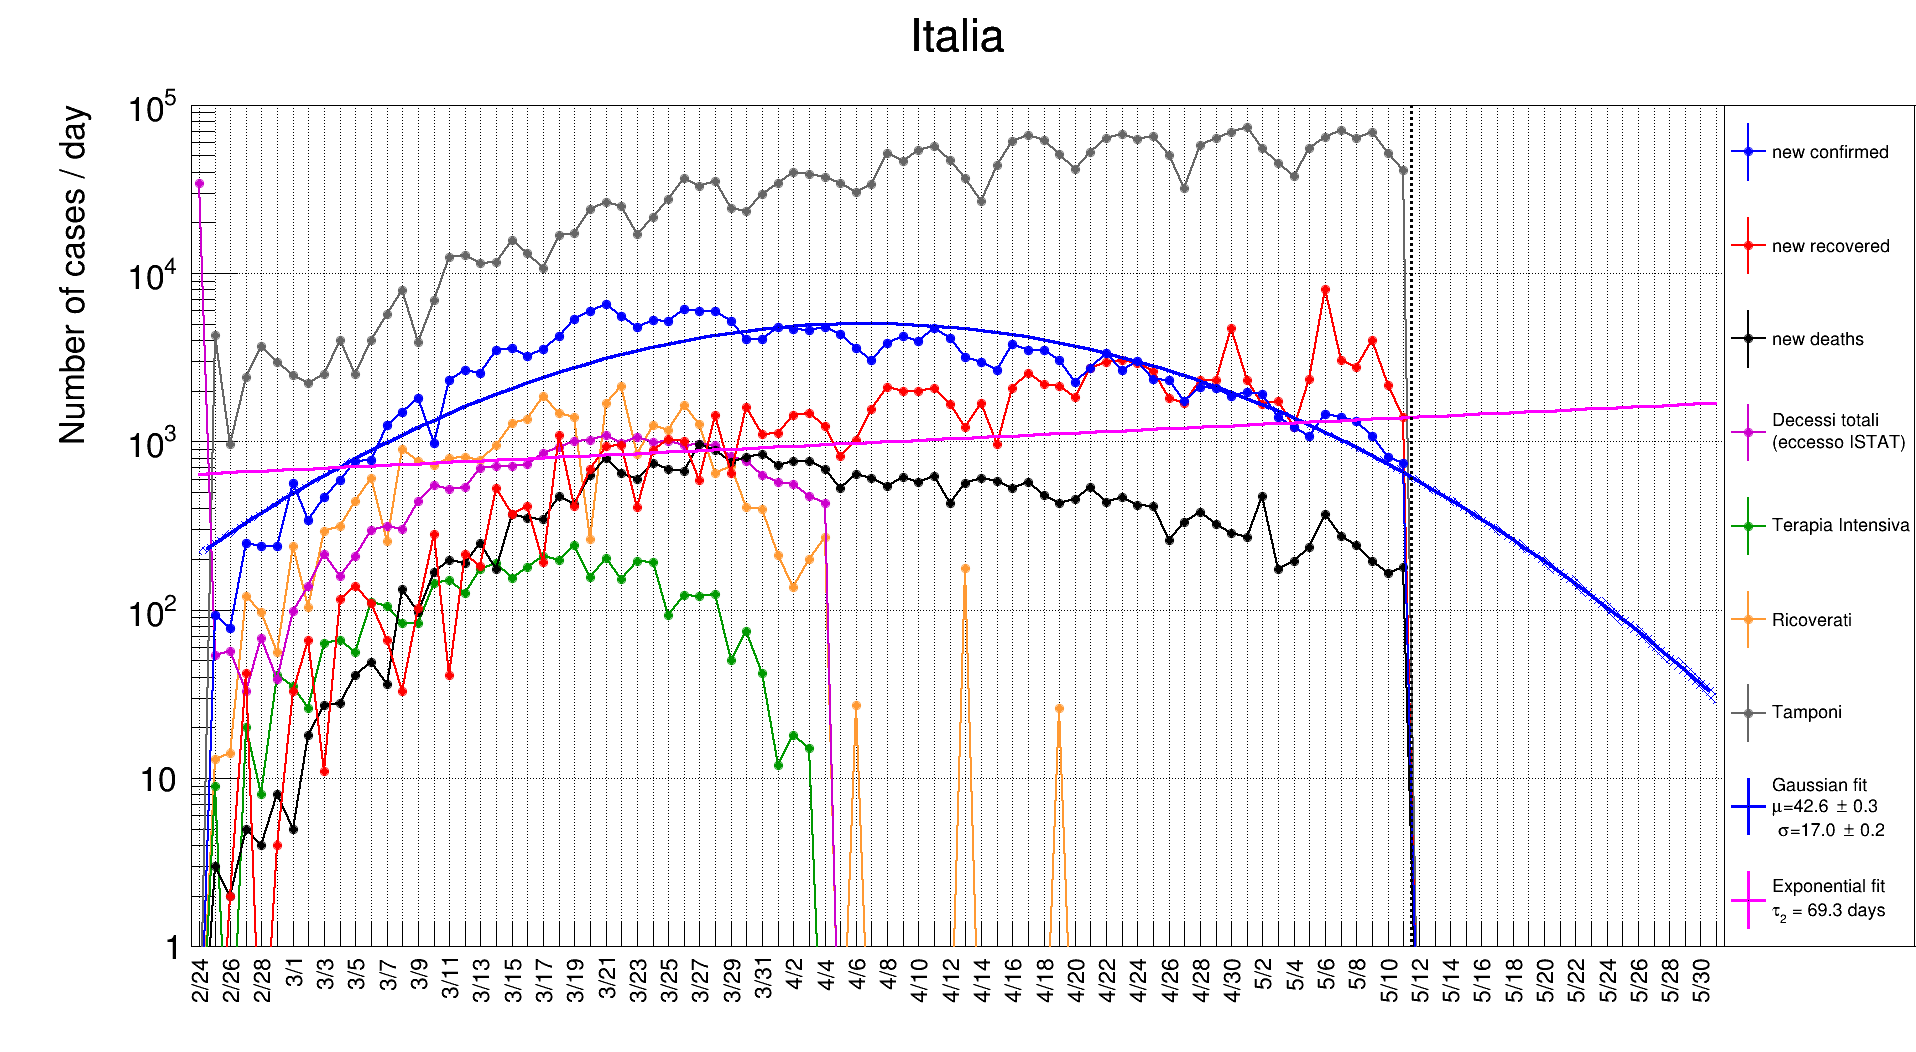 Italia
Number of cases / day
10^5
10^4
10^3
10^2
10
1
2/24 2/26 2/28 3/1 3/3 3/5 3/7 3/9 3/11 3/13 3/15 3/17 3/19 3/21 3/23 3/25 3/27 3/29 3/31 4/2 4/4 4/6 4/8 4/10 4/12 4/14 4/16 4/18 4/20 4/22 4/24 4/26 4/28 4/30 5/2 5/4 5/6 5/8 5/10 5/12 5/14 5/16 5/18 5/20 5/22 5/24 5/26 5/28 5/30
new confirmed
new recovered
new deaths
Decessi totali
(eccesso ISTAT)
Terapia Intensiva
Ricoverati
Tamponi
Gaussian fit
μ=42.6 ± 0.3
σ=17.0 ± 0.2
Exponential fit
τ₂ = 69.3 days